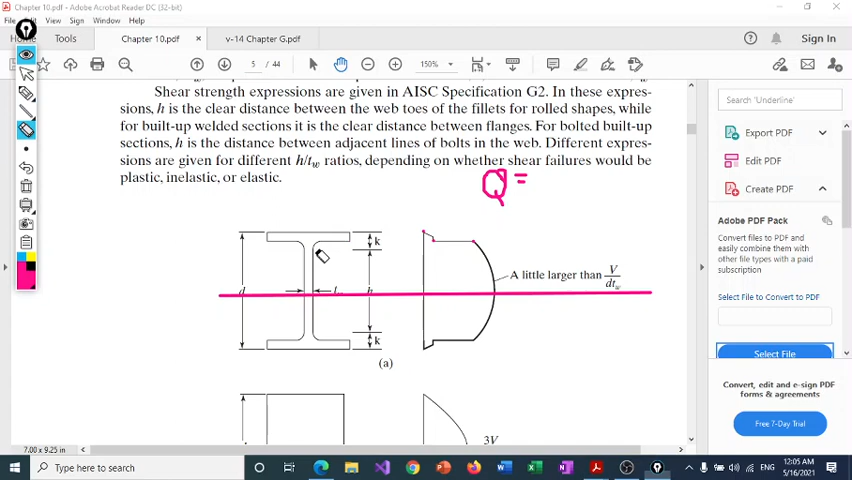 Chapter 10.pdf - Adobe Acrobat Reader DC (32-bit)
File Edit View Sign Window Help
Home Tools Chapter 10.pdf × v-14 Chapter G.pdf Sign In
5 / 44 150%
Shear strength expressions are given in AISC Specification G2. In these expres-
sions, h is the clear distance between the web toes of the fillets for rolled shapes, while
for built-up welded sections it is the clear distance between flanges. For bolted built-up
sections, h is the distance between adjacent lines of bolts in the web. Different expres-
sions are given for different h/tw ratios, depending on whether shear failures would be
plastic, inelastic, or elastic.
Q =
k
A little larger than V/dtw
d
h
k
(a)
3V
7.00 x 9.25 in
Search 'Underline'
Export PDF
Edit PDF
Create PDF
Adobe PDF Pack
Convert files to PDF and
easily combine them with
other file types with a paid
subscription
Select File to Convert to PDF
Select File
Convert, edit and e-sign PDF
forms & agreements
Free 7-Day Trial
Type here to search
ENG
12:05 AM
5/16/2021